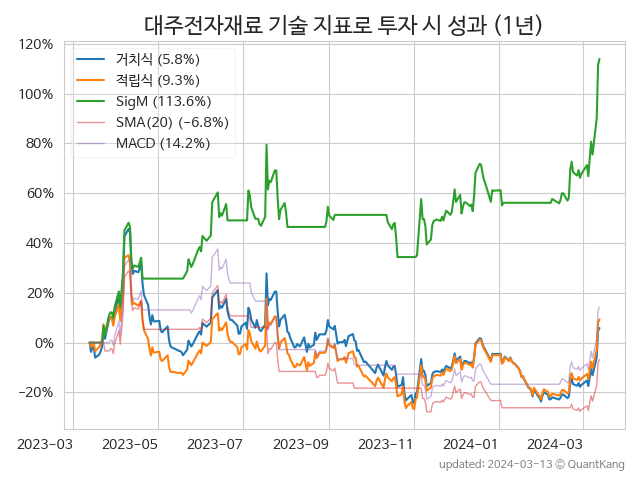 대주전자재료 기술 지표로 투자 시 성과 (1년)
120%
100%
80%
60%
40%
20%
0%
−20%
거치식 (5.8%)
적립식 (9.3%)
SigM (113.6%)
SMA(20) (-6.8%)
MACD (14.2%)
2023-03 2023-05 2023-07 2023-09 2023-11 2024-01 2024-03
updated: 2024-03-13 © QuantKang